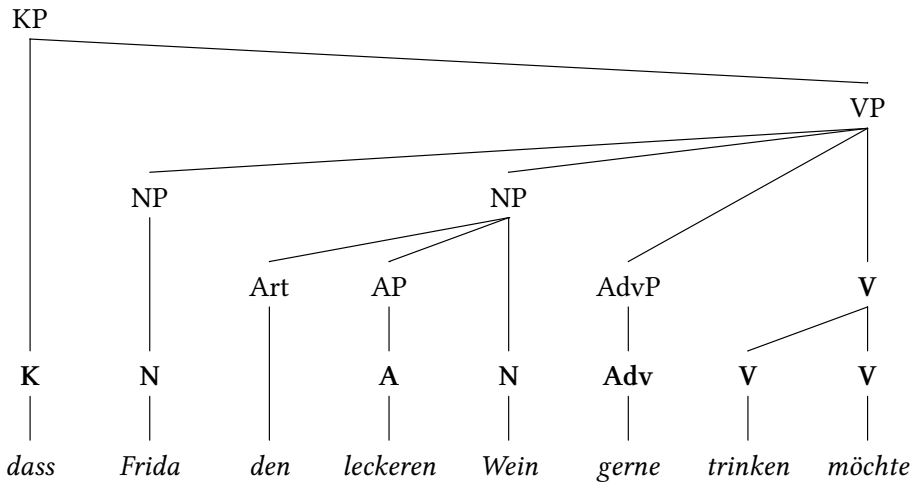 KP
VP
NP NP
Art AP AdvP V
K N A N Adv V V
dass Frida den leckeren Wein gerne trinken möchte